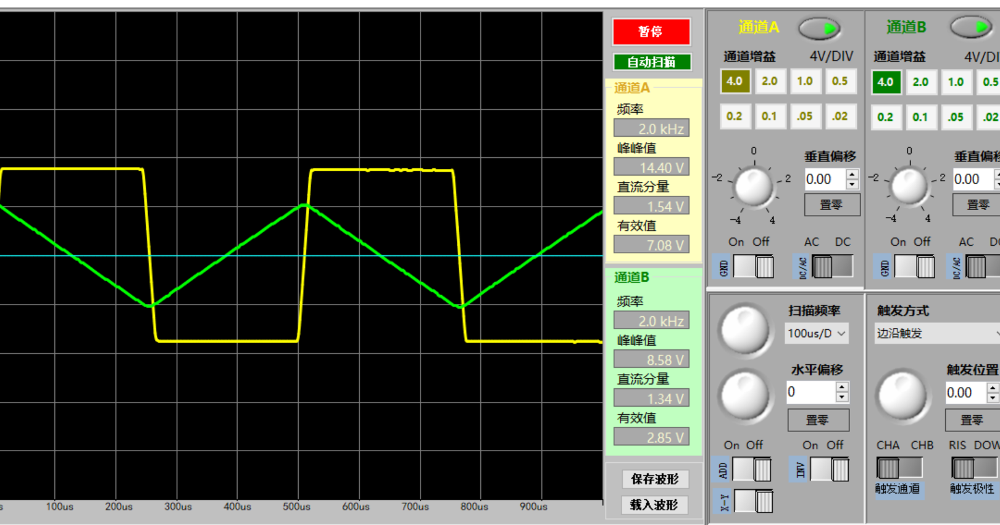 s 100us 200us 300us 400us 500us 600us 700us 800us 900us
暂停
自动扫描
通道A
频率
2.0 kHz
峰峰值
14.40 V
直流分量
1.54 V
有效值
7.08 V
通道B
频率
2.0 kHz
峰峰值
8.58 V
直流分量
1.34 V
有效值
2.85 V
保存波形
载入波形
通道A
通道增益 4V/DIV
4.0 2.0 1.0 0.5
0.2 0.1 .05 .02
0
-2 2
-4 4
垂直偏移
0.00
置零
On Off
GND
AC DC
DC/AC
通道B
通道增益 4V/DI
4.0 2.0 1.0 0.5
0.2 0.1 .05 .02
0
-2 2
-4 4
垂直偏移
0.00
置零
On Off
GND
AC DC
DC/AC
扫描频率
100us/D
水平偏移
0
置零
On Off
ADD
On Off
INV
X-Y
触发方式
边沿触发
触发位置
0.00
置零
CHA CHB
触发通道
RIS DOW
触发极性